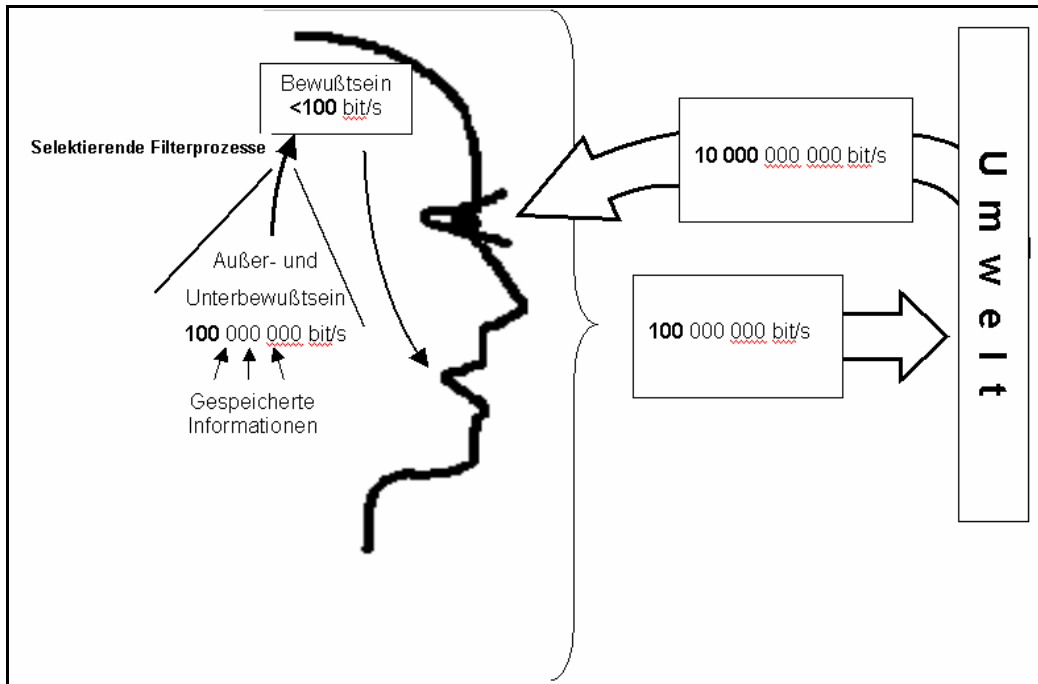 Bewußtsein
<100 bit/s
Selektierende Filterprozesse
Außer- und
Unterbewußtsein
100 000 000 bit/s
Gespeicherte
Informationen
10 000 000 000 bit/s
100 000 000 bit/s
Umwelt